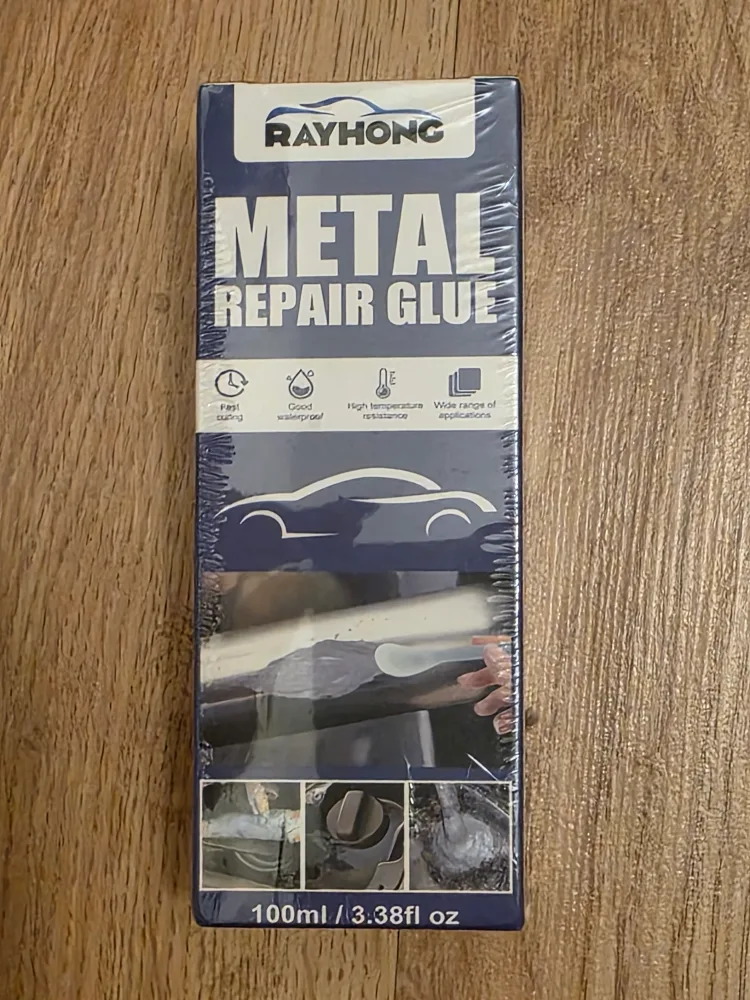 RAYHONG
METAL
REPAIR GLUE
Fast curing
Good waterproof
High temperature resistance
Wide range of applications
100ml / 3.38fl oz